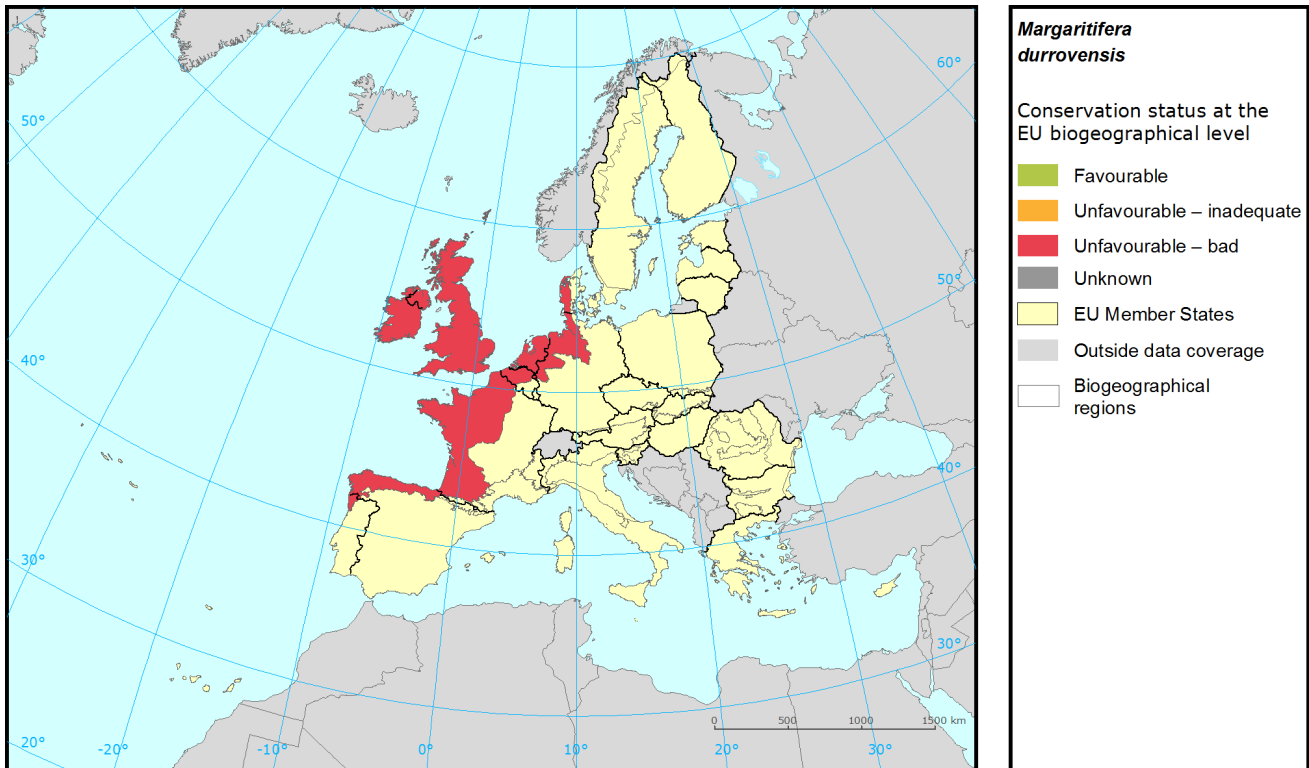 Margaritifera
durrovensis
Conservation status at the
EU biogeographical level
Favourable
Unfavourable – inadequate
Unfavourable – bad
Unknown
EU Member States
Outside data coverage
Biogeographical
regions
60°
50°
50°
40°
40°
30°
30°
20°
-20°
-10°
0°
10°
20°
30°
0 500 1000 1500 km